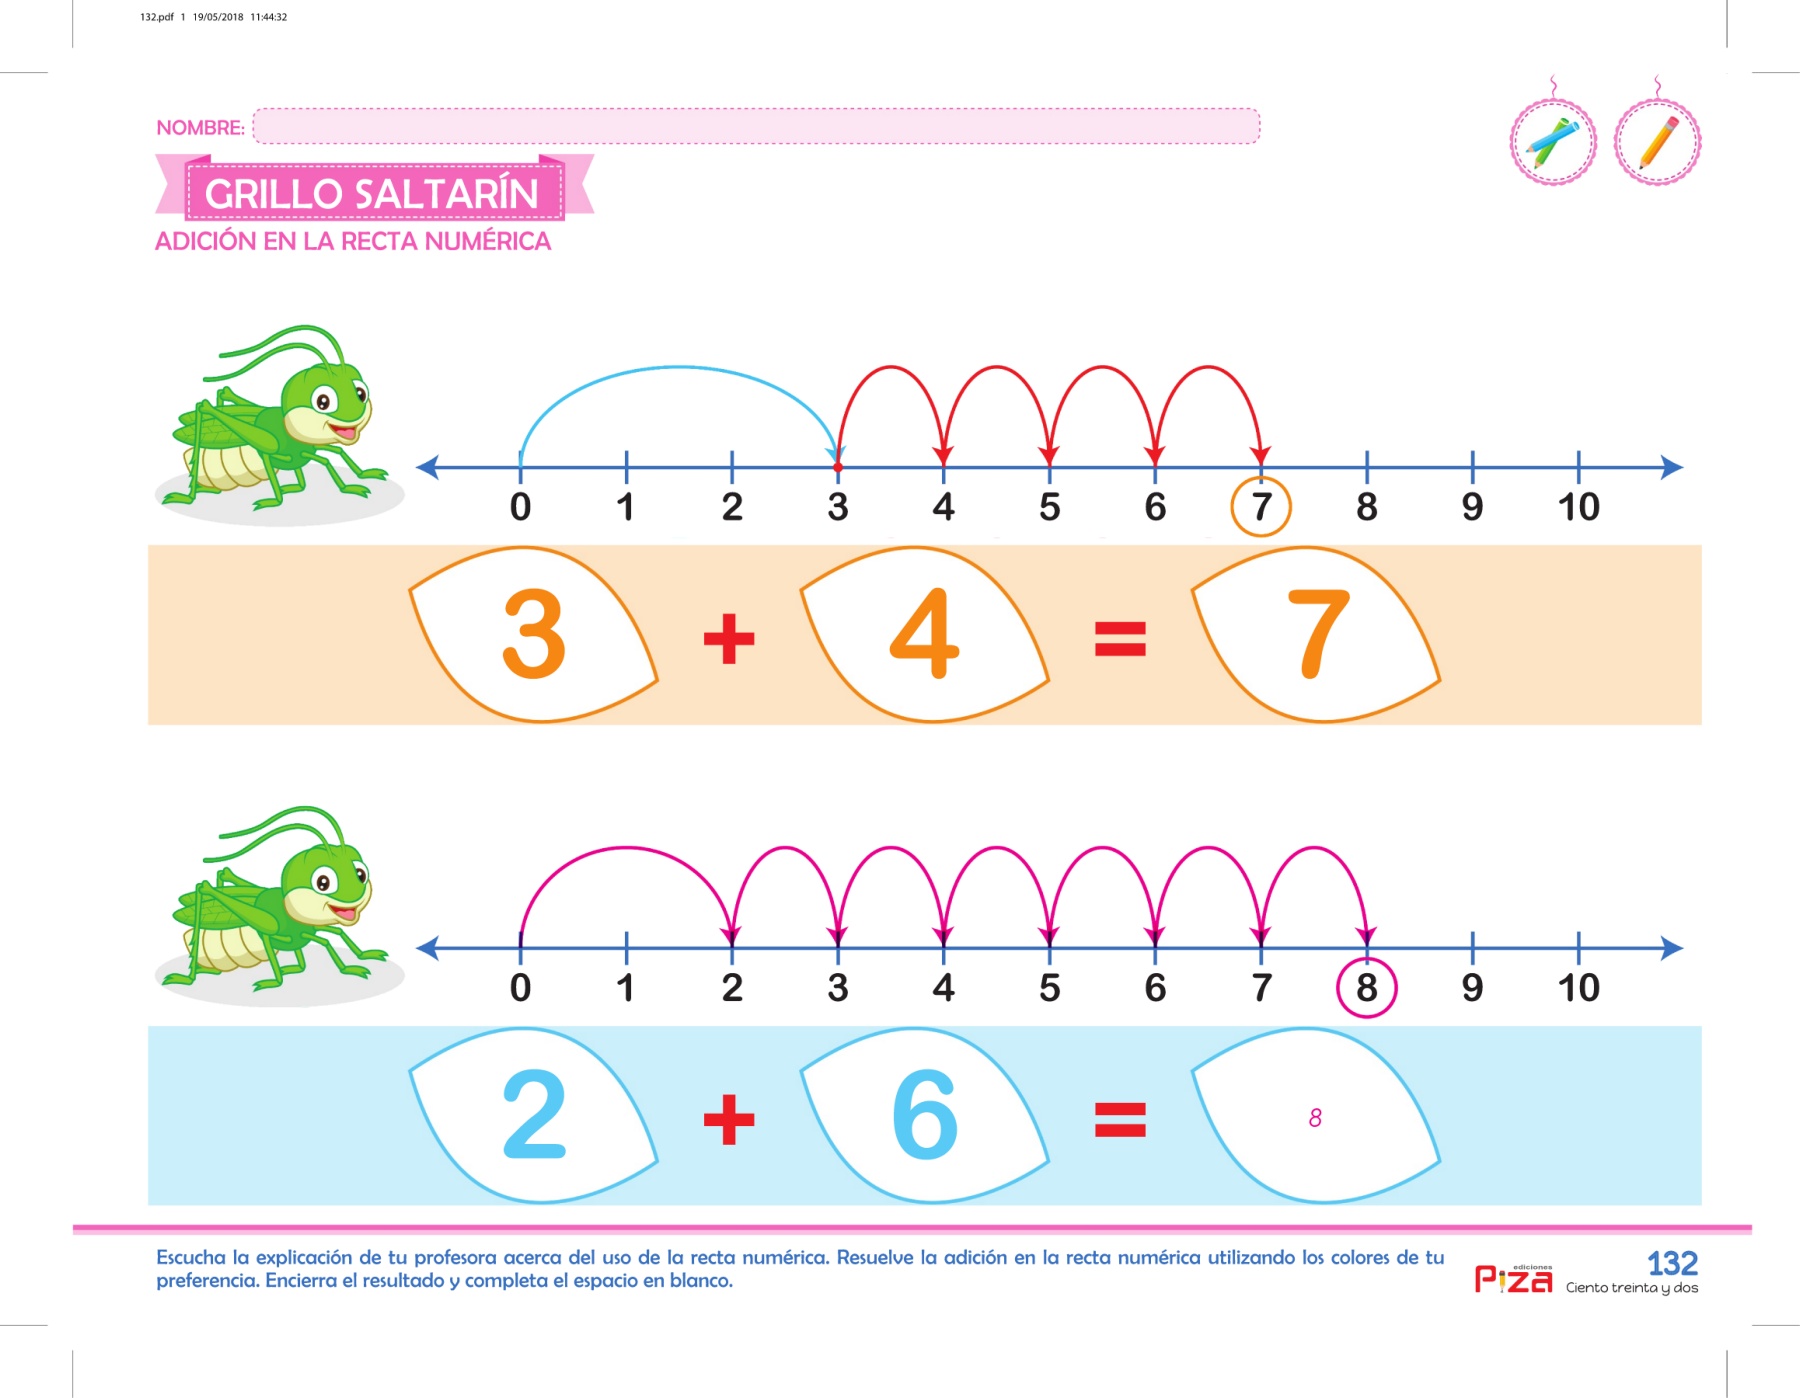 132.pdf 1 19/05/2018 11:44:32
NOMBRE:
GRILLO SALTARÍN
ADICIÓN EN LA RECTA NUMÉRICA
0 1 2 3 4 5 6 7 8 9 10
3 + 4 = 7
0 1 2 3 4 5 6 7 8 9 10
2 + 6 = 8
Escucha la explicación de tu profesora acerca del uso de la recta numérica. Resuelve la adición en la recta numérica utilizando los colores de tu
preferencia. Encierra el resultado y completa el espacio en blanco.
ediciones
Piza
132
Ciento treinta y dos